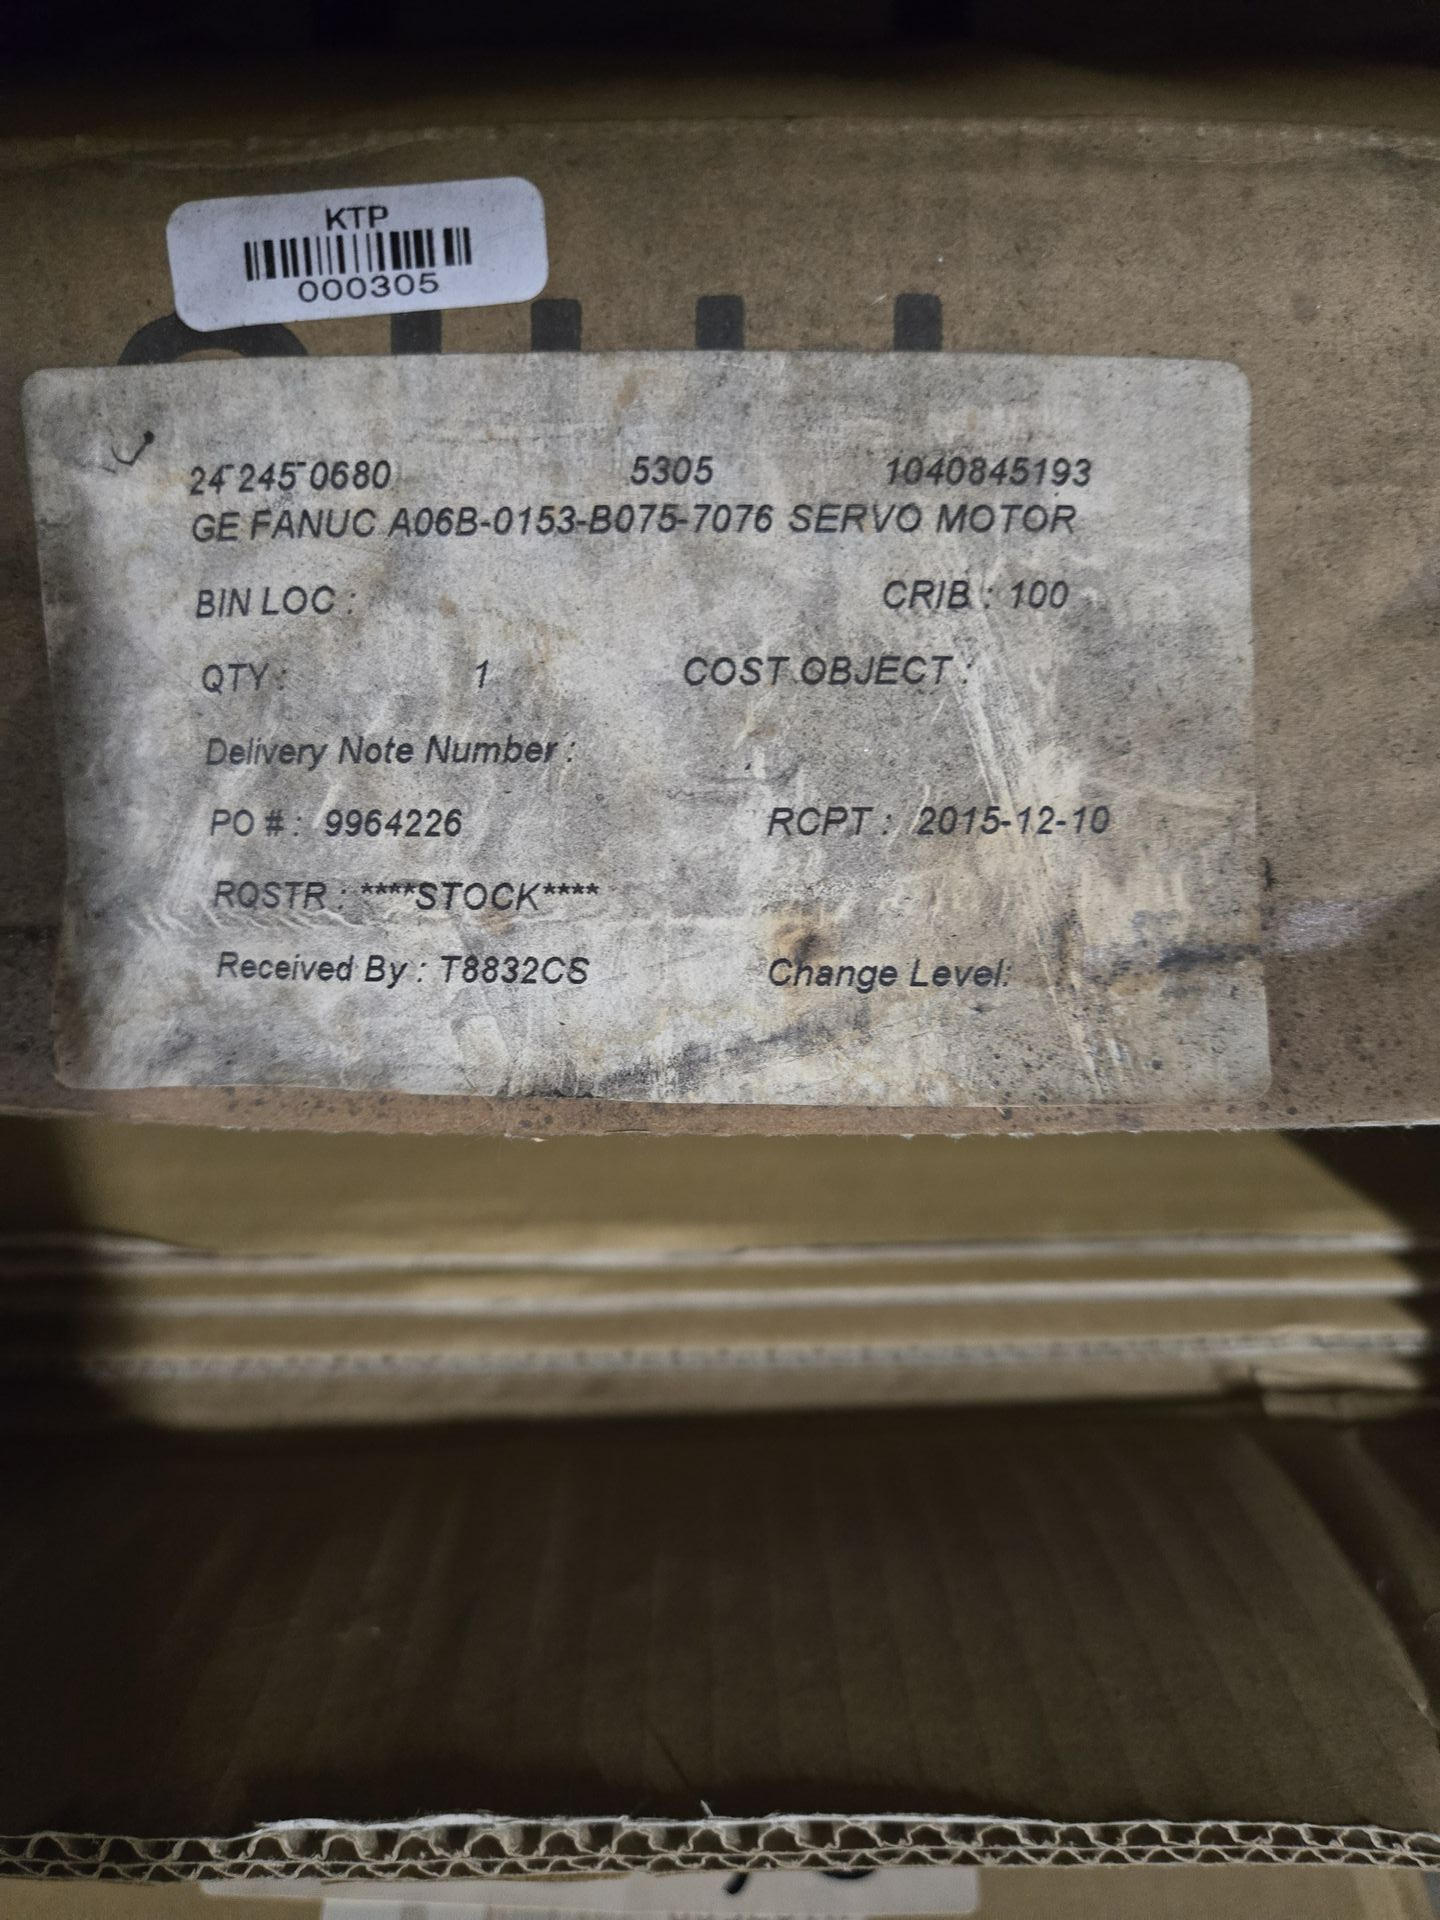 KTP
000305
24 245 0680 5305 1040845193
GE FANUC A06B-0153-B075-7076 SERVO MOTOR
BIN LOC : CRIB : 100
QTY : 1 COST OBJECT :
Delivery Note Number :
PO # : 9964226 RCPT : 2015-12-10
RQSTR : ****STOCK****
Received By : T8832CS Change Level: